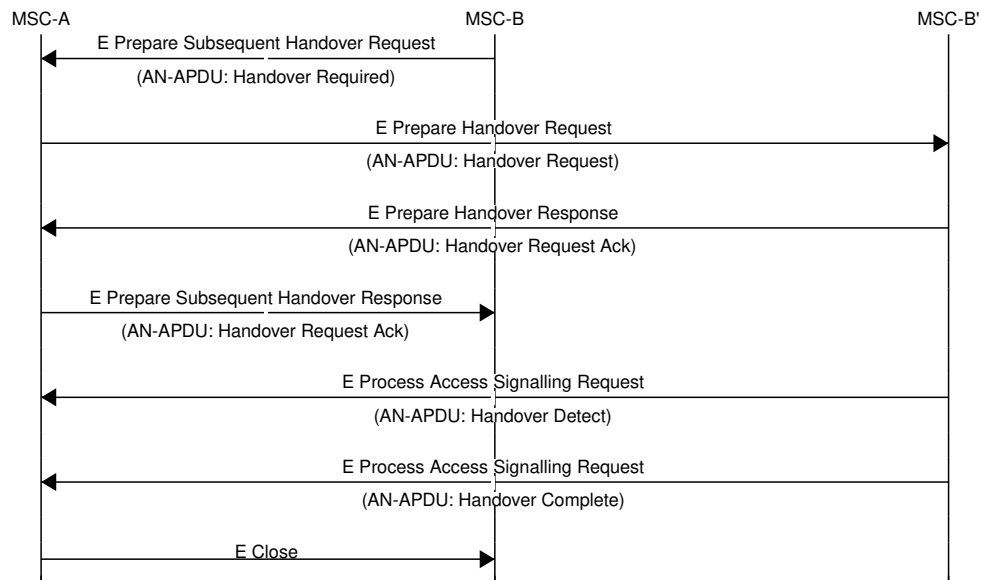 MSC-A MSC-B MSC-B'
E Prepare Subsequent Handover Request
(AN-APDU: Handover Required)
E Prepare Handover Request
(AN-APDU: Handover Request)
E Prepare Handover Response
(AN-APDU: Handover Request Ack)
E Prepare Subsequent Handover Response
(AN-APDU: Handover Request Ack)
E Process Access Signalling Request
(AN-APDU: Handover Detect)
E Process Access Signalling Request
(AN-APDU: Handover Complete)
E Close